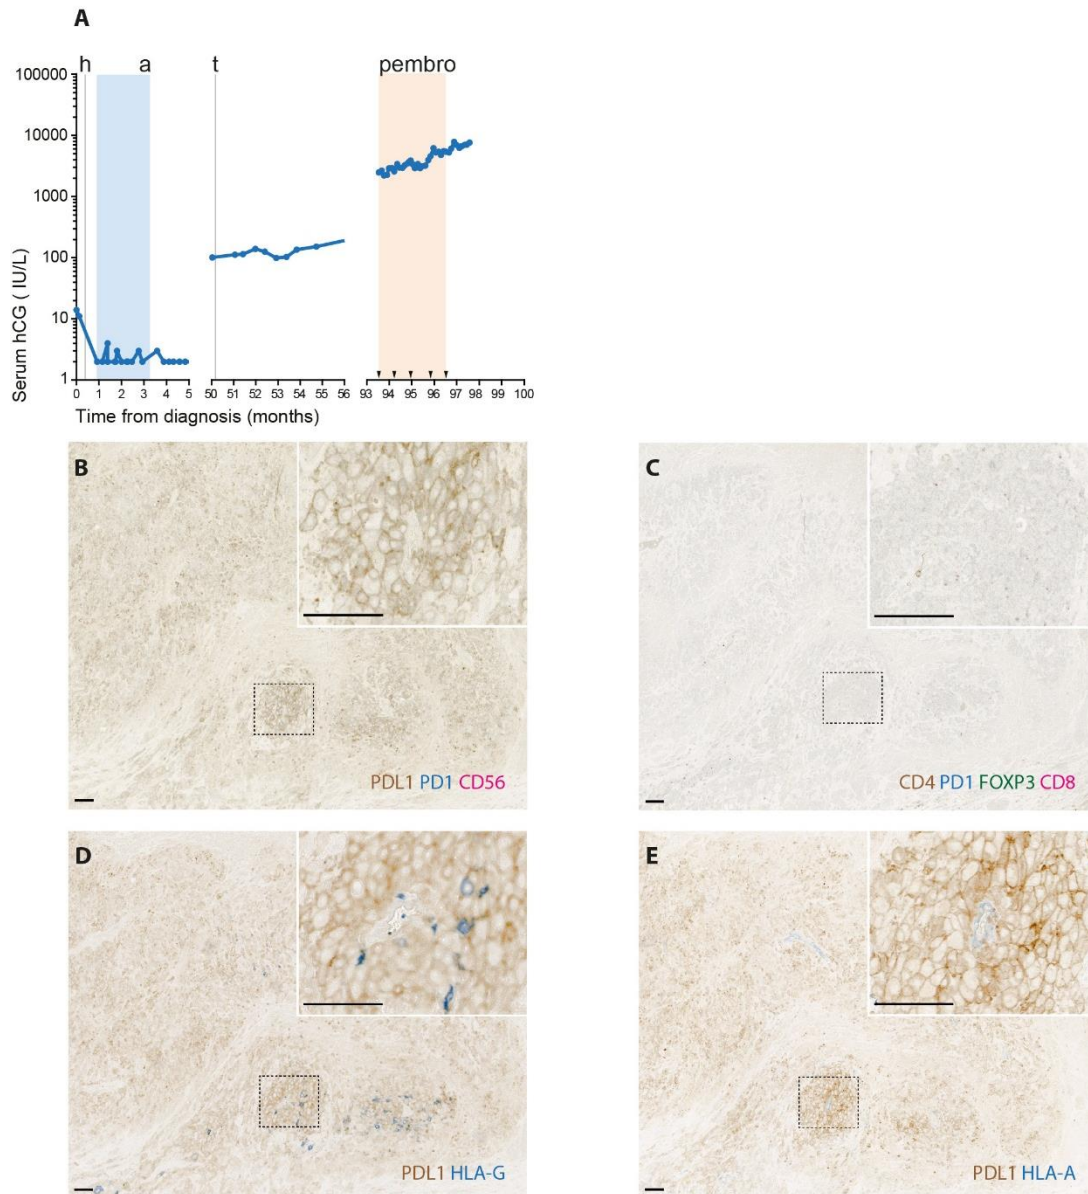 A
h a t pembro
100000
10000
1000
100
10
1
Serum hCG ( IU/L)
0 1 2 3 4 5 50 51 52 53 54 55 56 93 94 95 96 97 98 99 100
Time from diagnosis (months)
B
PDL1 PD1 CD56
C
CD4 PD1 FOXP3 CD8
D
PDL1 HLA-G
E
PDL1 HLA-A